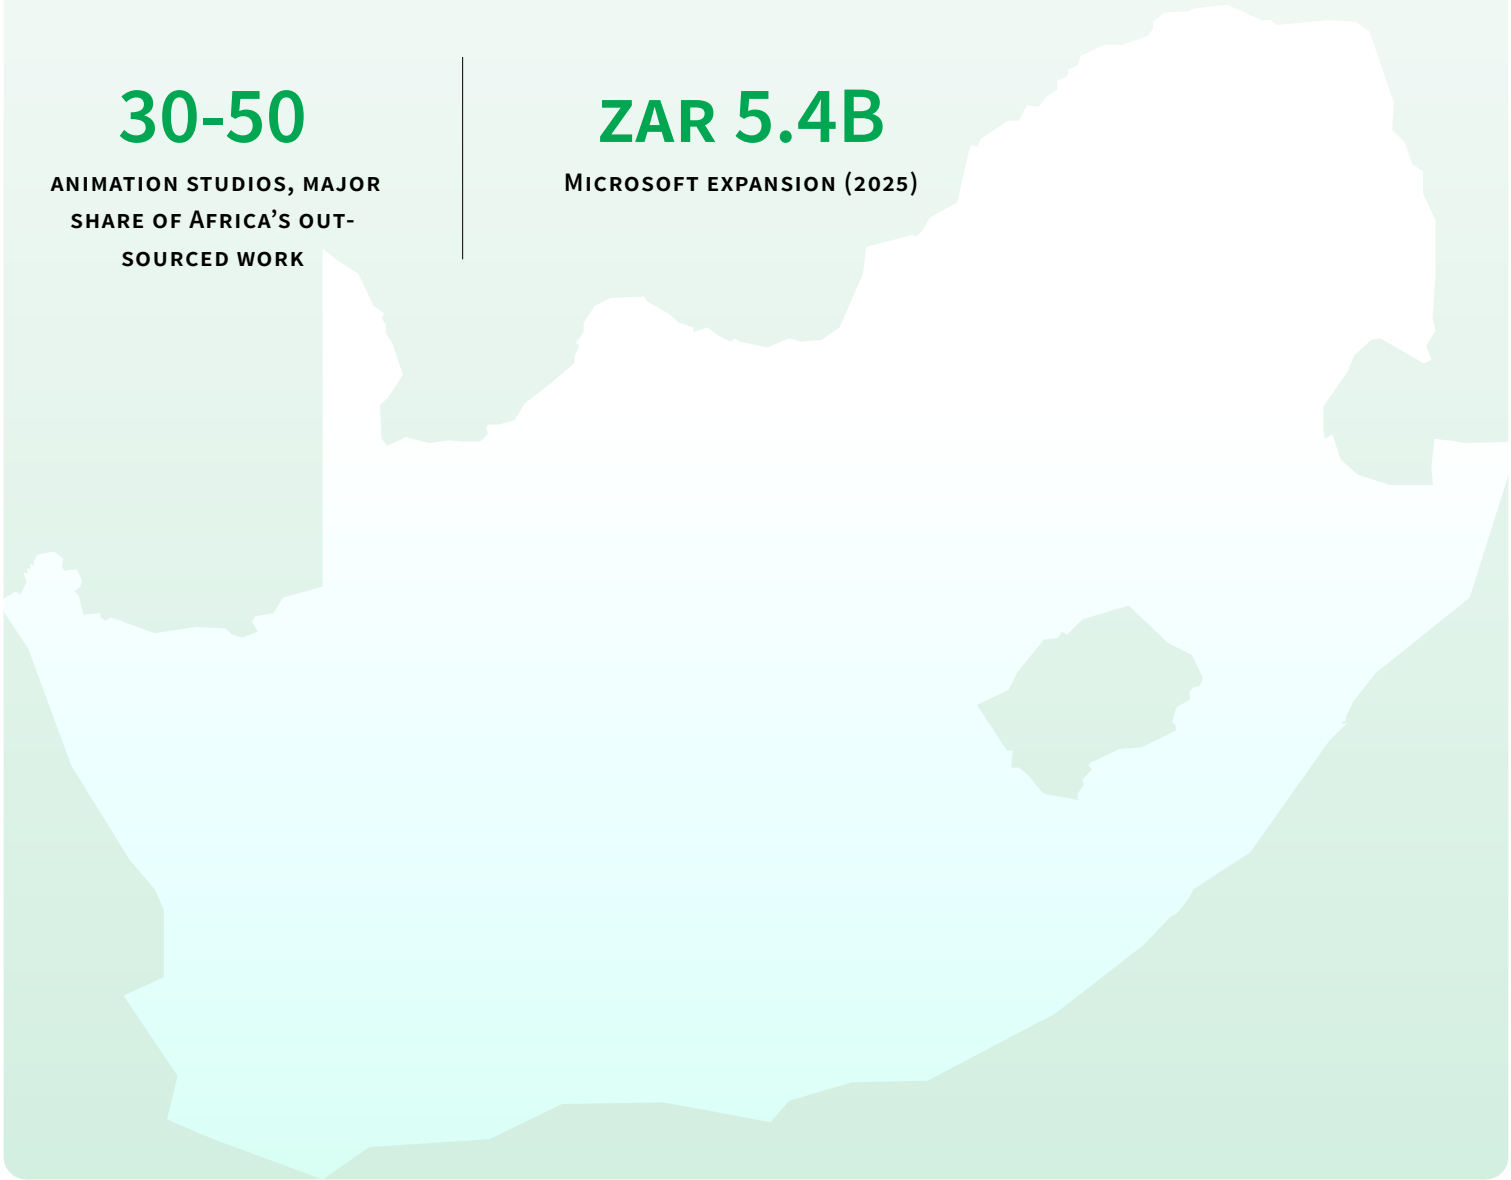 30-50
animation studios, major
share of Africa’s out-
sourced work
ZAR 5.4B
Microsoft expansion (2025)